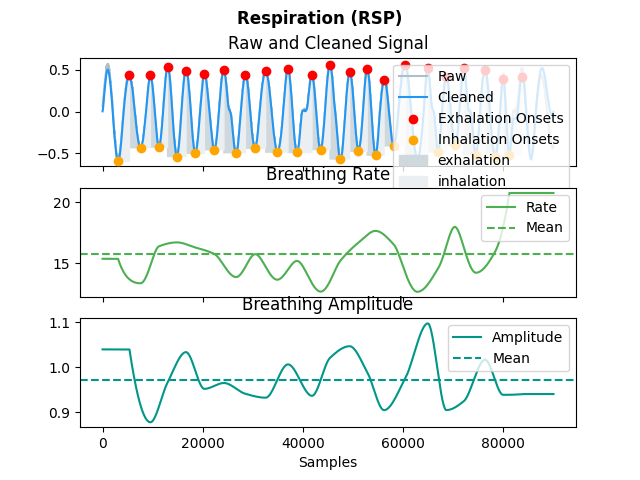 Respiration (RSP)
Raw and Cleaned Signal
0.5
0.0
−0.5
Raw
Cleaned
Exhalation Onsets
Inhalation Onsets
exhalation
inhalation
Breathing Rate
20
15
Rate
Mean
Breathing Amplitude
1.1
1.0
0.9
Amplitude
Mean
0 20000 40000 60000 80000
Samples